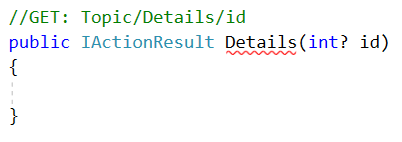 //GET: Topic/Details/id
public IActionResult Details(int? id)
{
}